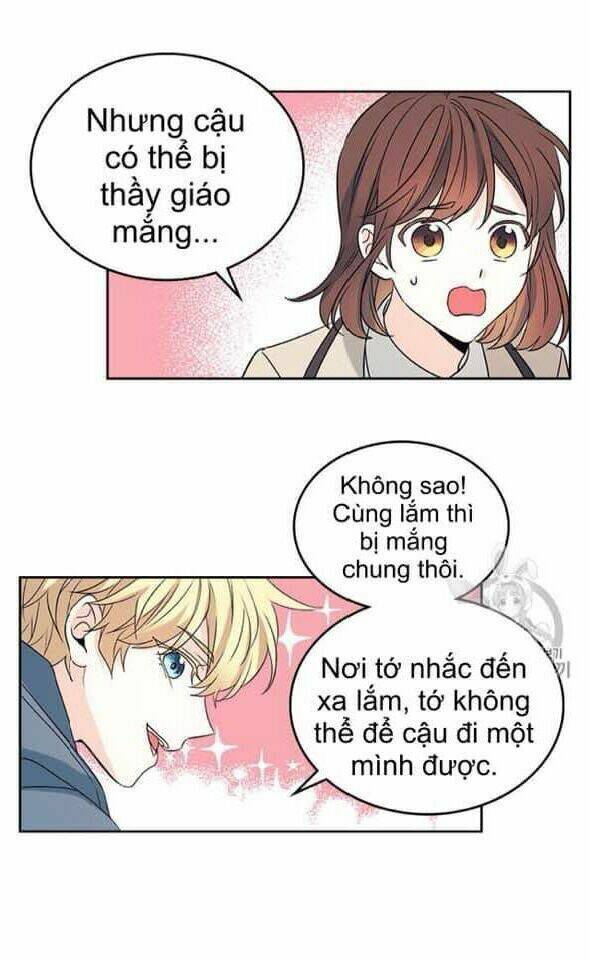 Nhưng cậu
có thể bị
thầy giáo
mắng...
Không sao!
Cùng lắm thì
bị mắng
chung thôi.
Nơi tớ nhắc đến
xa lắm, tớ không
thể để cậu đi một
mình được.